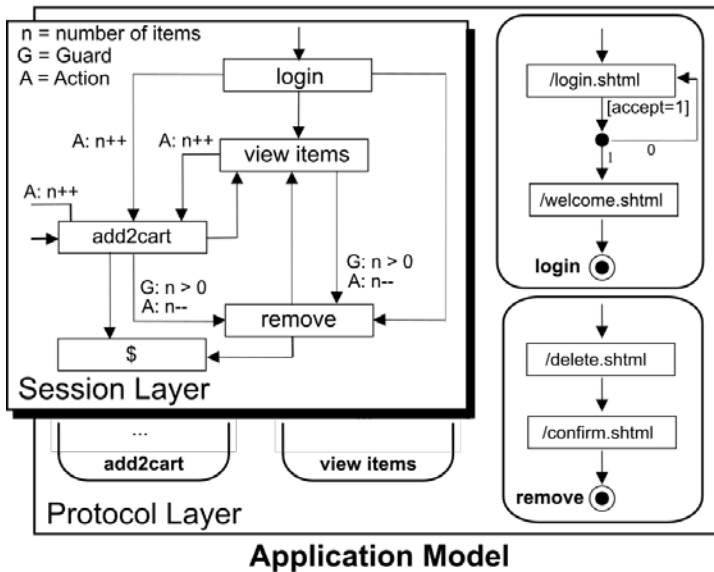 n = number of items
G = Guard
A = Action
login
A: n++
A: n++
view items
A: n++
add2cart
G: n > 0
A: n--
G: n > 0
A: n--
remove
$
Session Layer
...
add2cart
...
view items
Protocol Layer
/login.shtml
[accept=1]
0
1
/welcome.shtml
login
/delete.shtml
/confirm.shtml
remove
Application Model